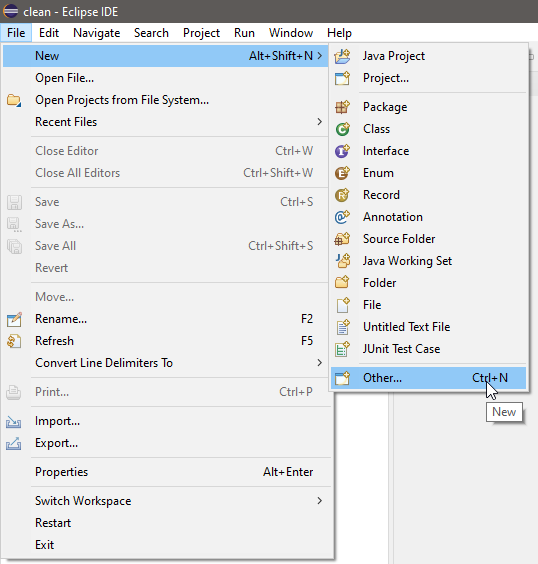 clean - Eclipse IDE
File Edit Navigate Search Project Run Window Help
New Alt+Shift+N
Open File...
Open Projects from File System...
Recent Files
Close Editor Ctrl+W
Close All Editors Ctrl+Shift+W
Save Ctrl+S
Save As...
Save All Ctrl+Shift+S
Revert
Move...
Rename... F2
Refresh F5
Convert Line Delimiters To
Print... Ctrl+P
Import...
Export...
Properties Alt+Enter
Switch Workspace
Restart
Exit
Java Project
Project...
Package
Class
Interface
Enum
Record
Annotation
Source Folder
Java Working Set
Folder
File
Untitled Text File
JUnit Test Case
Other... Ctrl+N
New